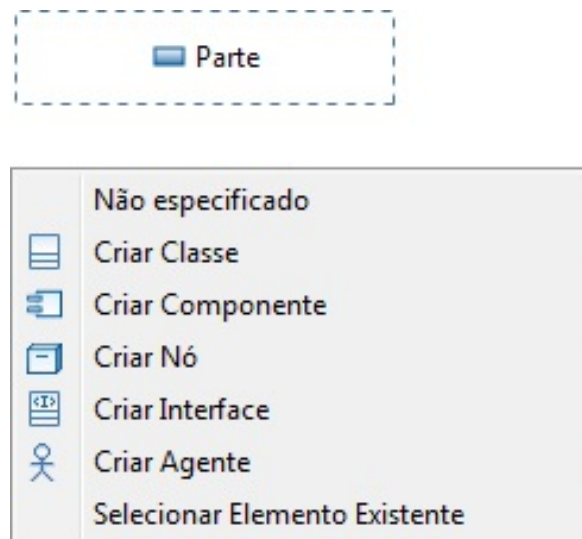 Parte
Não especificado
Criar Classe
Criar Componente
Criar Nó
<I>
Criar Interface
Criar Agente
Selecionar Elemento Existente